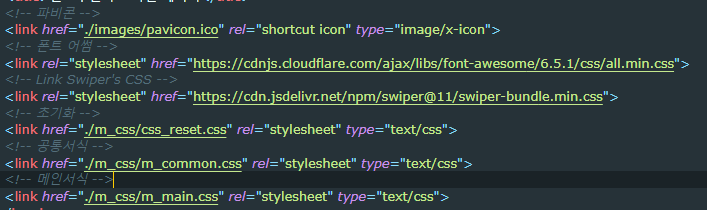 <!-- 파비콘 -->
<link href="./images/pavicon.ico" rel="shortcut icon" type="image/x-icon">
<!-- 폰트 어썸 -->
<link rel="stylesheet" href="https://cdnjs.cloudflare.com/ajax/libs/font-awesome/6.5.1/css/all.min.css">
<!-- Link Swiper's CSS -->
<link rel="stylesheet" href="https://cdn.jsdelivr.net/npm/swiper@11/swiper-bundle.min.css">
<!-- 초기화 -->
<link href="./m_css/css_reset.css" rel="stylesheet" type="text/css">
<!-- 공통서식 -->
<link href="./m_css/m_common.css" rel="stylesheet" type="text/css">
<!-- 메인서식 -->
<link href="./m_css/m_main.css" rel="stylesheet" type="text/css">